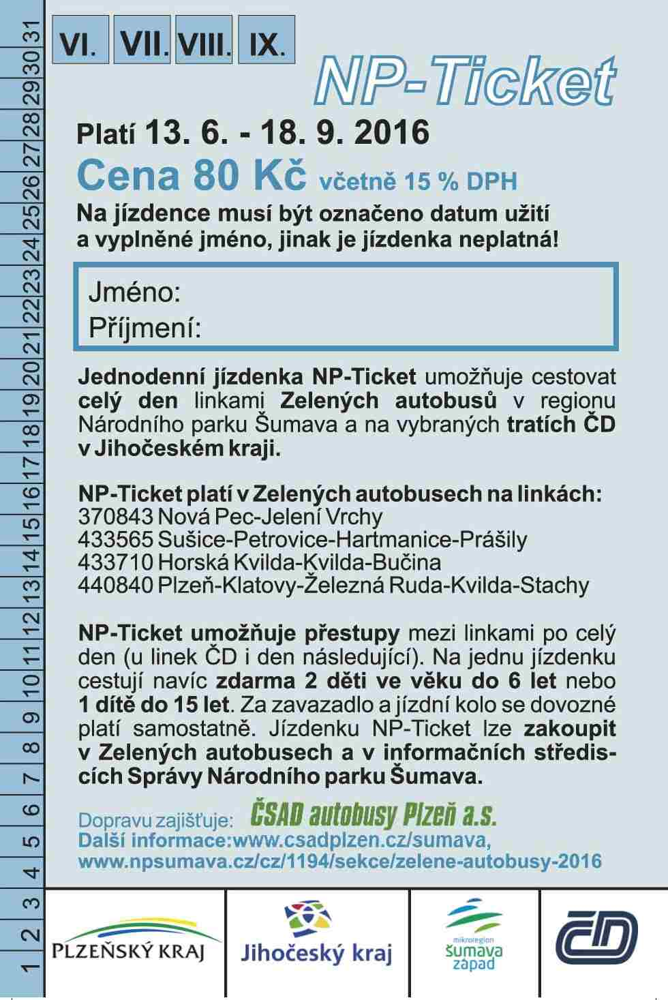 VI. VII. VIII. IX.
NP-Ticket
Platí 13. 6. - 18. 9. 2016
Cena 80 Kč včetně 15 % DPH
Na jízdence musí být označeno datum užití
a vyplněné jméno, jinak je jízdenka neplatná!
Jméno:
Příjmení:
Jednodenní jízdenka NP-Ticket umožňuje cestovat
celý den linkami Zelených autobusů v regionu
Národního parku Šumava a na vybraných tratích ČD
v Jihočeském kraji.
NP-Ticket platí v Zelených autobusech na linkách:
370843 Nová Pec-Jelení Vrchy
433565 Sušice-Petrovice-Hartmanice-Prášily
433710 Horská Kvilda-Kvilda-Bučina
440840 Plzeň-Klatovy-Železná Ruda-Kvilda-Stachy
NP-Ticket umožňuje přestupy mezi linkami po celý
den (u linek ČD i den následující). Na jednu jízdenku
cestují navíc zdarma 2 děti ve věku do 6 let nebo
1 dítě do 15 let. Za zavazadlo a jízdní kolo se dovozné
platí samostatně. Jízdenku NP-Ticket lze zakoupit
v Zelených autobusech a v informačních středis-
cích Správy Národního parku Šumava.
Dopravu zajišťuje: ČSAD autobusy Plzeň a.s.
Další informace:www.csadplzen.cz/sumava,
www.npsumava.cz/cz/1194/sekce/zelene-autobusy-2016
PLZEŇSKÝ KRAJ
Jihočeský kraj
mikroregion
šumava
západ
ČD
1 2 3 4 5 6 7 8 9 10 11 12 13 14 15 16 17 18 19 20 21 22 23 24 25 26 27 28 29 30 31